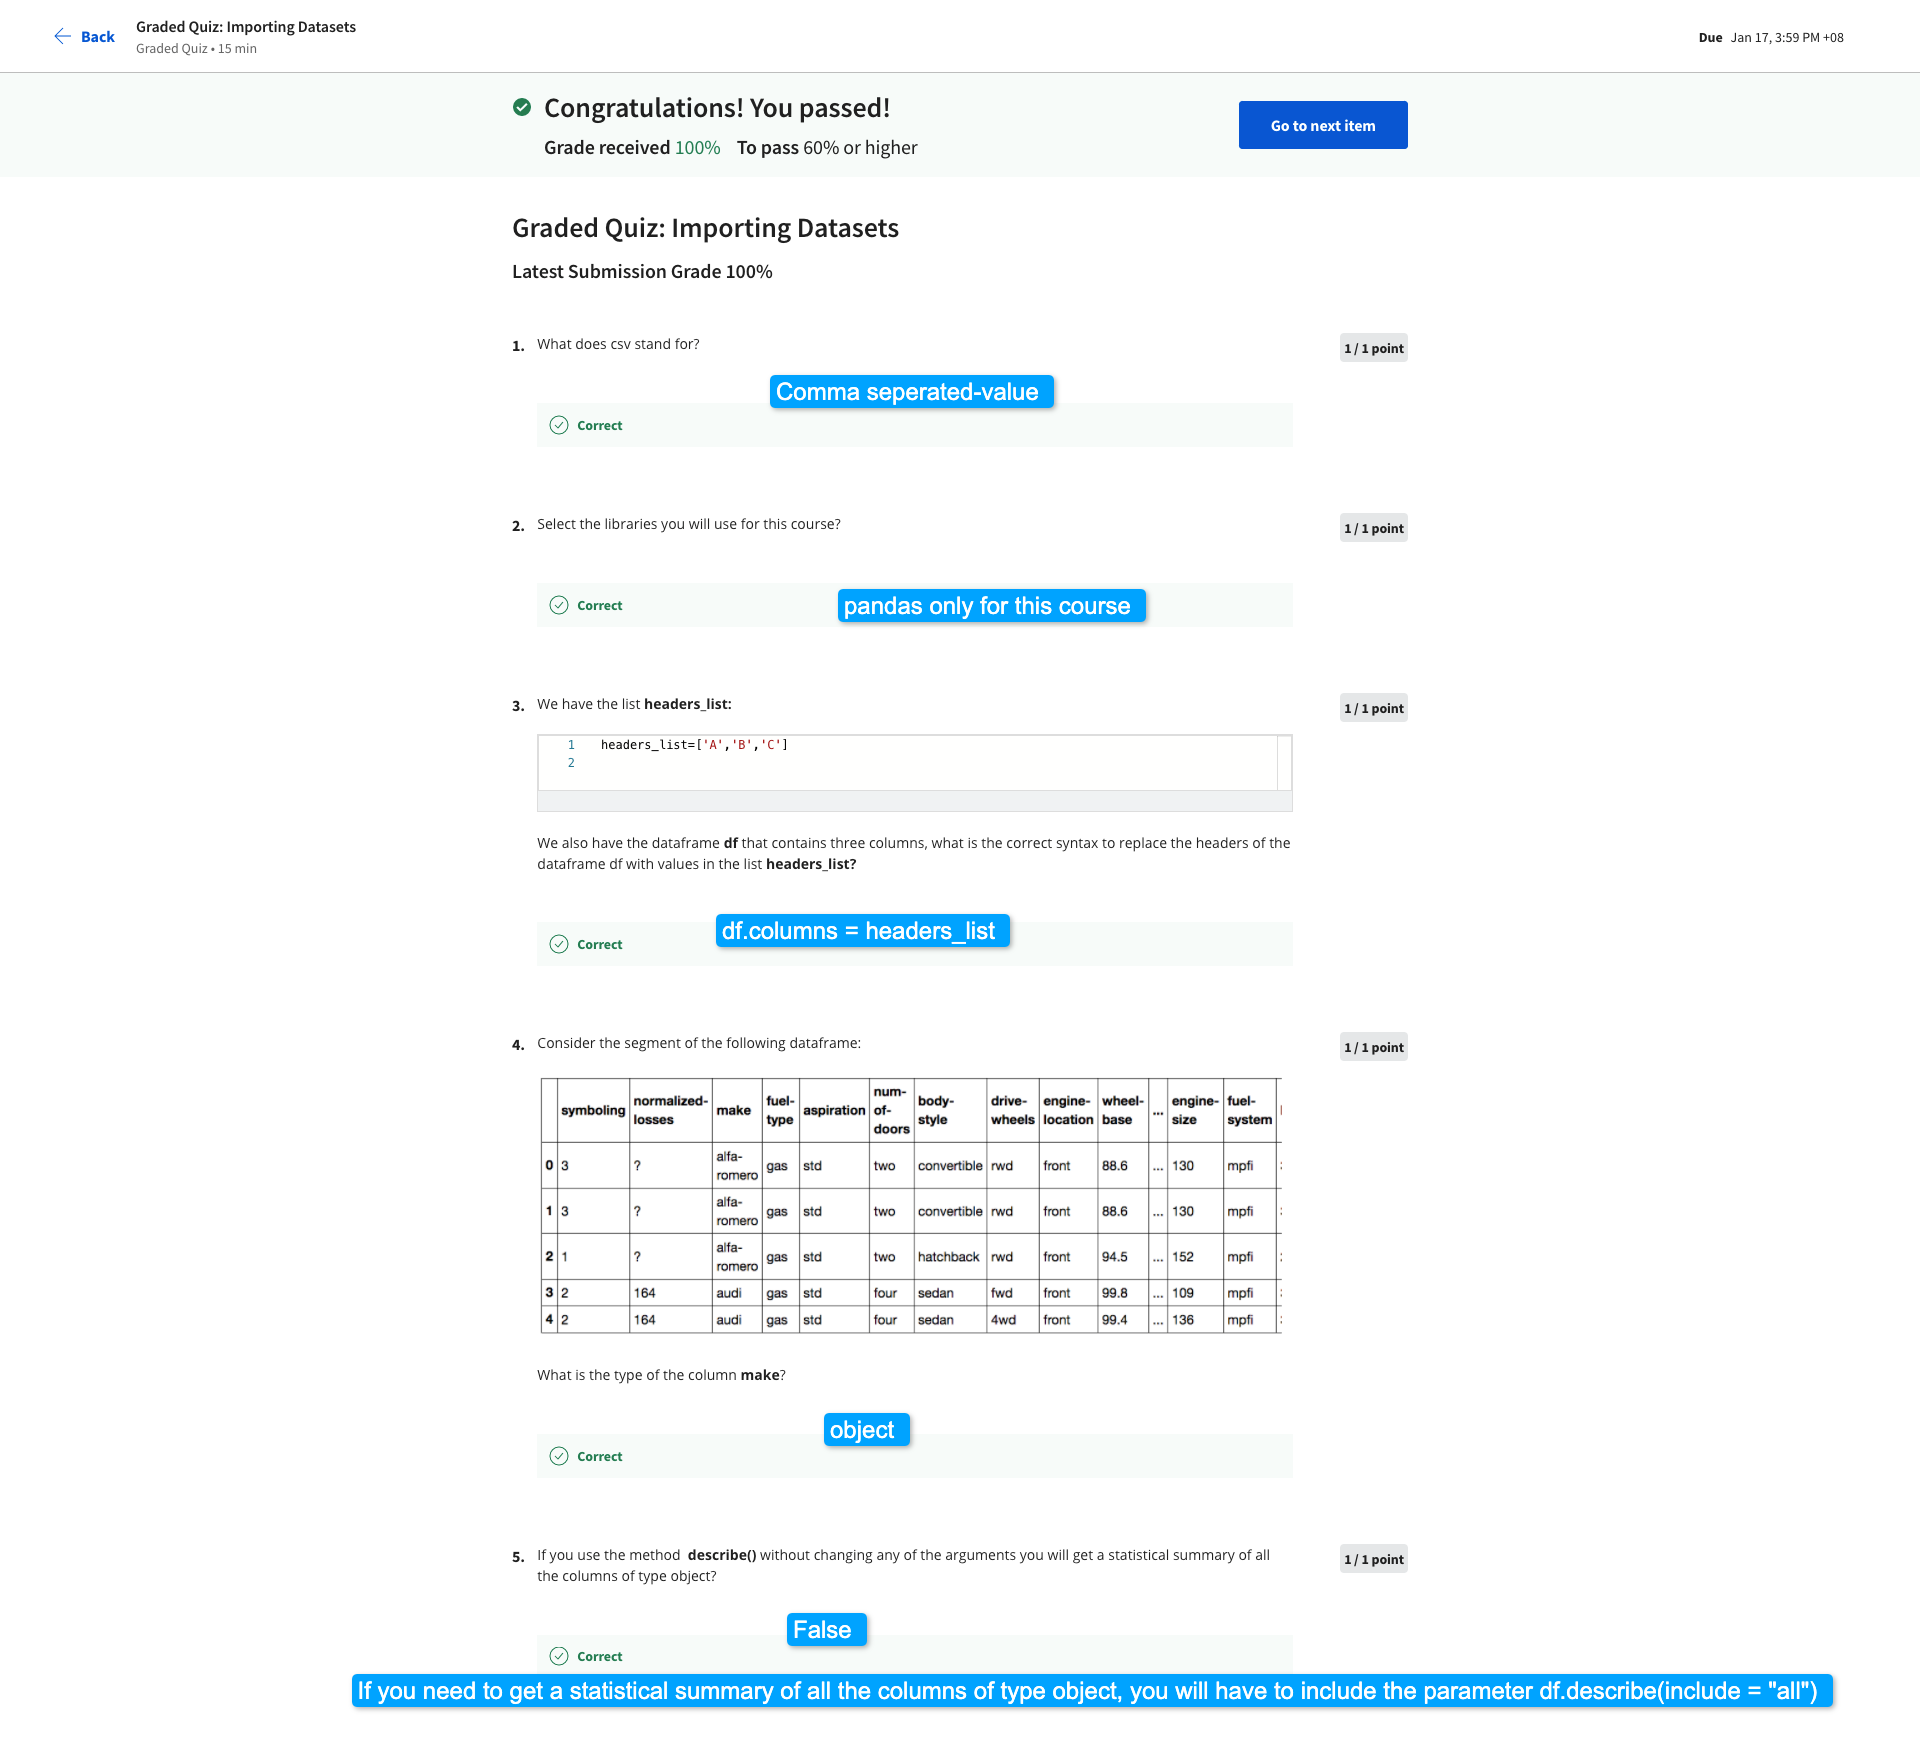 Back
Graded Quiz: Importing Datasets
Graded Quiz • 15 min
Due Jan 17, 3:59 PM +08
Congratulations! You passed!
Grade received 100% To pass 60% or higher
Go to next item
Graded Quiz: Importing Datasets
Latest Submission Grade 100%
1. What does csv stand for?
1 / 1 point
Comma seperated-value
Correct
2. Select the libraries you will use for this course?
1 / 1 point
Correct
pandas only for this course
3. We have the list headers_list:
1 / 1 point
1 headers_list=['A','B','C']
2
We also have the dataframe df that contains three columns, what is the correct syntax to replace the headers of the
dataframe df with values in the list headers_list?
df.columns = headers_list
Correct
4. Consider the segment of the following dataframe:
1 / 1 point
symboling normalized-losses make fuel-type aspiration num-of-doors body-style drive-wheels engine-location wheel-base ... engine-size fuel-system
0 3 ? alfa-romero gas std two convertible rwd front 88.6 ... 130 mpfi
1 3 ? alfa-romero gas std two convertible rwd front 88.6 ... 130 mpfi
2 1 ? alfa-romero gas std two hatchback rwd front 94.5 ... 152 mpfi
3 2 164 audi gas std four sedan fwd front 99.8 ... 109 mpfi
4 2 164 audi gas std four sedan 4wd front 99.4 ... 136 mpfi
What is the type of the column make?
object
Correct
5. If you use the method describe() without changing any of the arguments you will get a statistical summary of all
the columns of type object?
1 / 1 point
False
Correct
If you need to get a statistical summary of all the columns of type object, you will have to include the parameter df.describe(include = "all")